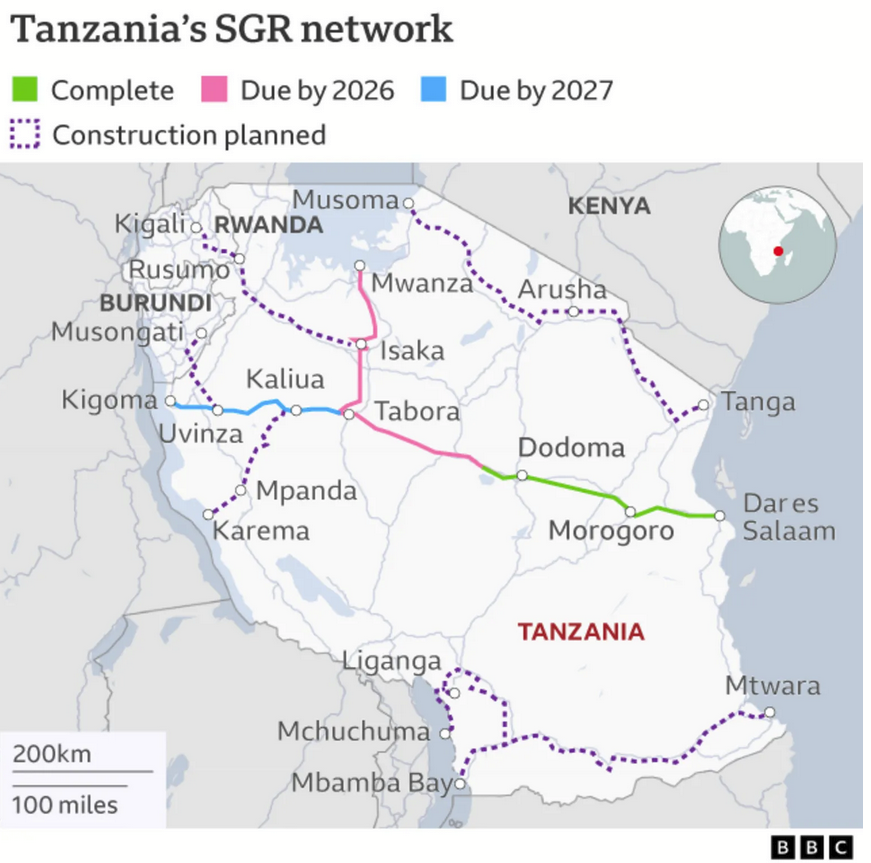 Tanzania's SGR network
Complete
Due by 2026
Due by 2027
Construction planned
Musoma
KENYA
Kigali
RWANDA
Rusumo
Mwanza
Arusha
BURUNDI
Musongati
Isaka
Kaliua
Kigoma
Tabora
Tanga
Uvinza
Dodoma
Mpanda
Dar es
Salaam
Karema
Morogoro
TANZANIA
Liganga
Mtwara
Mchuchuma
200km
Mbamba Bay
100 miles
BBC